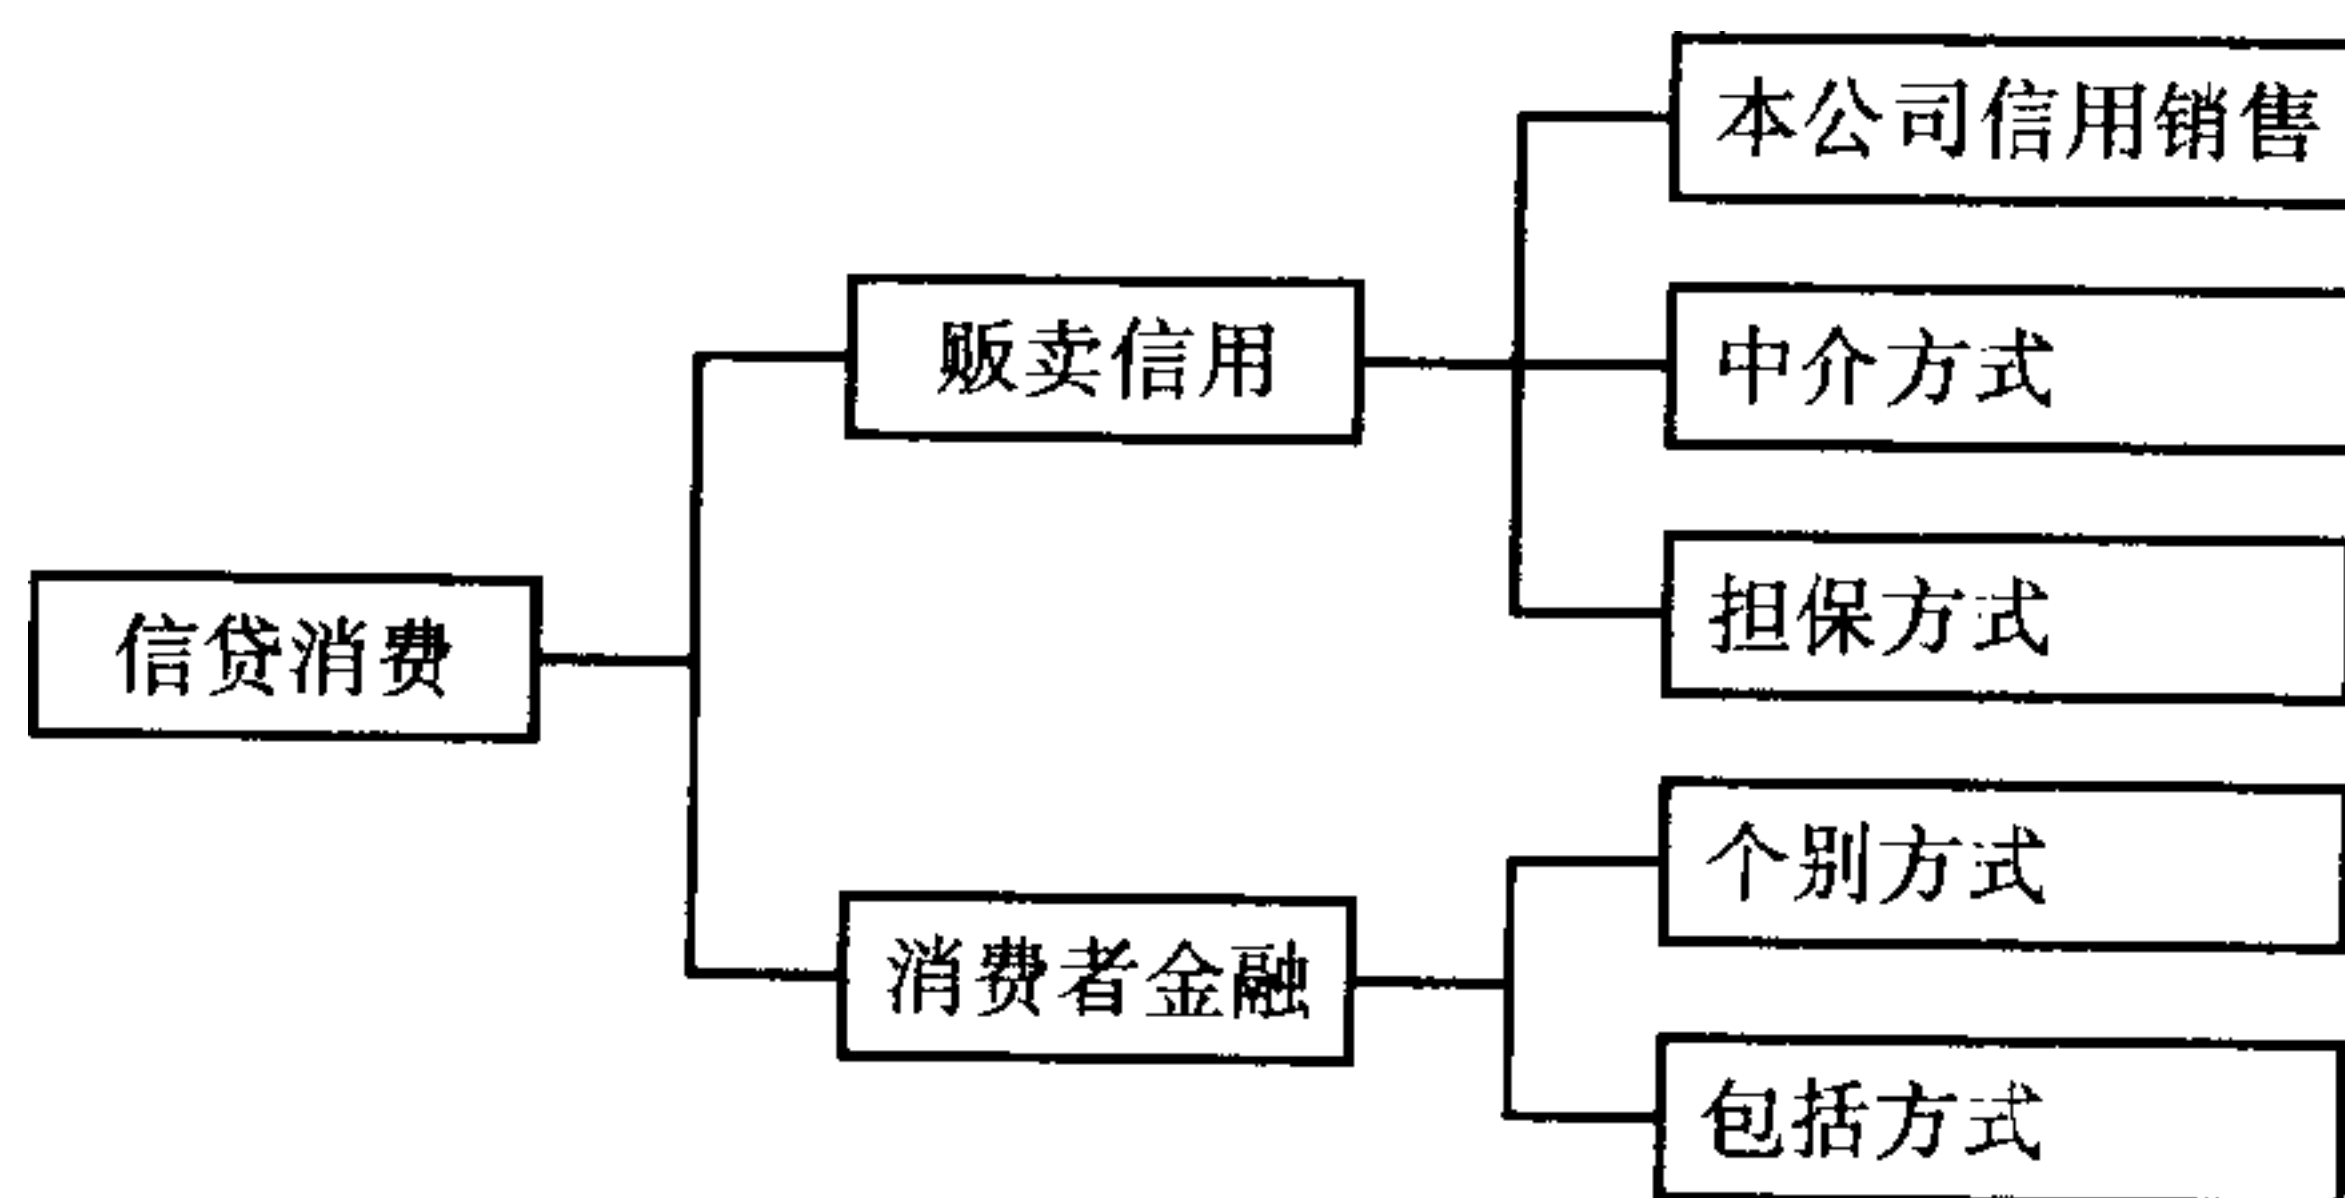 本公司信用销售
贩卖信用
中介方式
担保方式
信贷消费
个别方式
消费者金融
包括方式